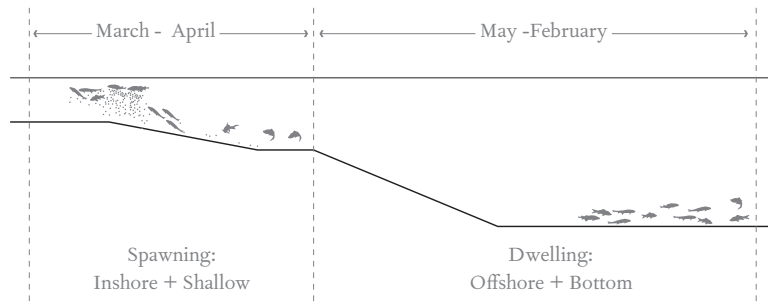 March - April
May -February
Spawning:
Inshore + Shallow
Dwelling:
Offshore + Bottom